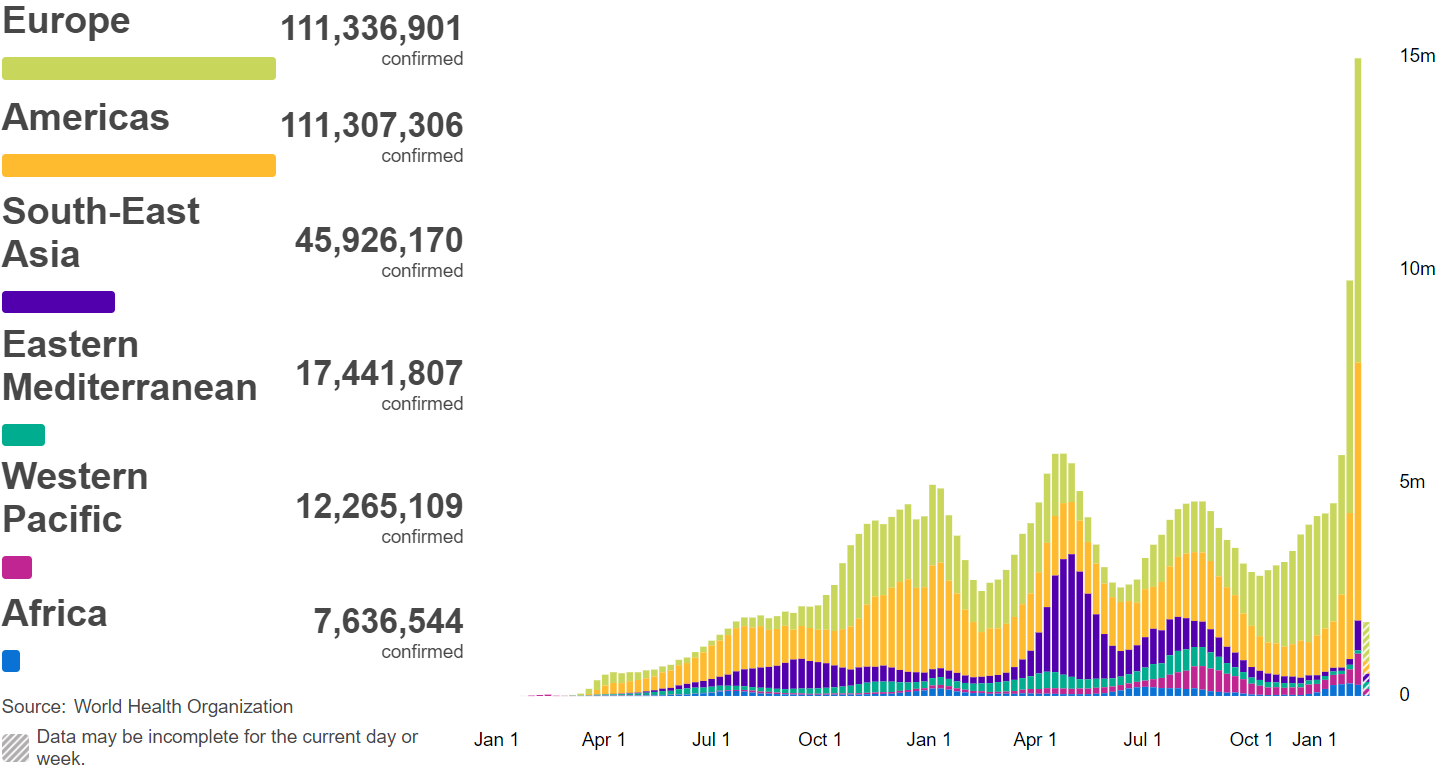 Europe
111,336,901
confirmed
Americas
111,307,306
confirmed
South-East
Asia
45,926,170
confirmed
Eastern
Mediterranean
17,441,807
confirmed
Western
Pacific
12,265,109
confirmed
Africa
7,636,544
confirmed
Source: World Health Organization
Data may be incomplete for the current day or
week.
15m
10m
5m
0
Jan 1 Apr 1 Jul 1 Oct 1 Jan 1 Apr 1 Jul 1 Oct 1 Jan 1